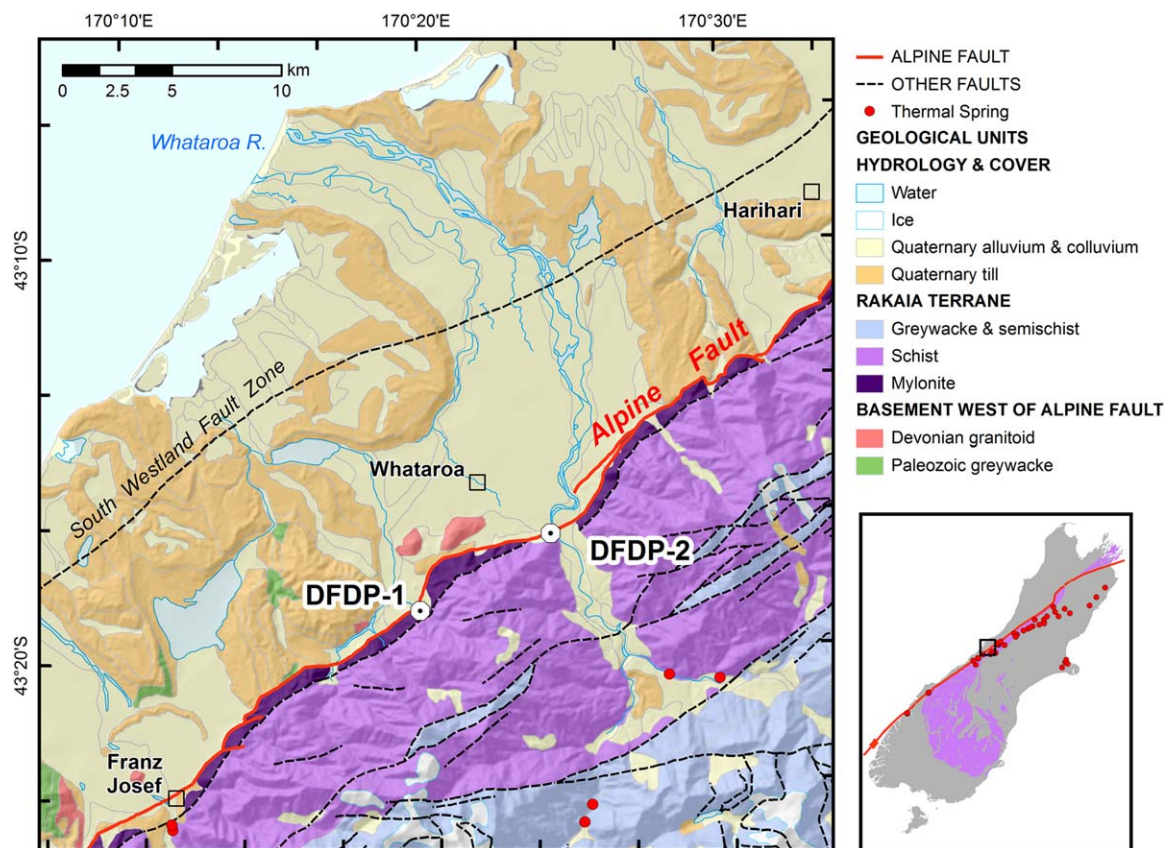 170°10'E 170°20'E 170°30'E
43°10'S
43°20'S
km
0 2.5 5 10
Whataroa R.
Harihari
South Westland Fault Zone
Alpine Fault
Whataroa
DFDP-2
DFDP-1
Franz
Josef
ALPINE FAULT
OTHER FAULTS
Thermal Spring
GEOLOGICAL UNITS
HYDROLOGY & COVER
Water
Ice
Quaternary alluvium & colluvium
Quaternary till
RAKAIA TERRANE
Greywacke & semischist
Schist
Mylonite
BASEMENT WEST OF ALPINE FAULT
Devonian granitoid
Paleozoic greywacke